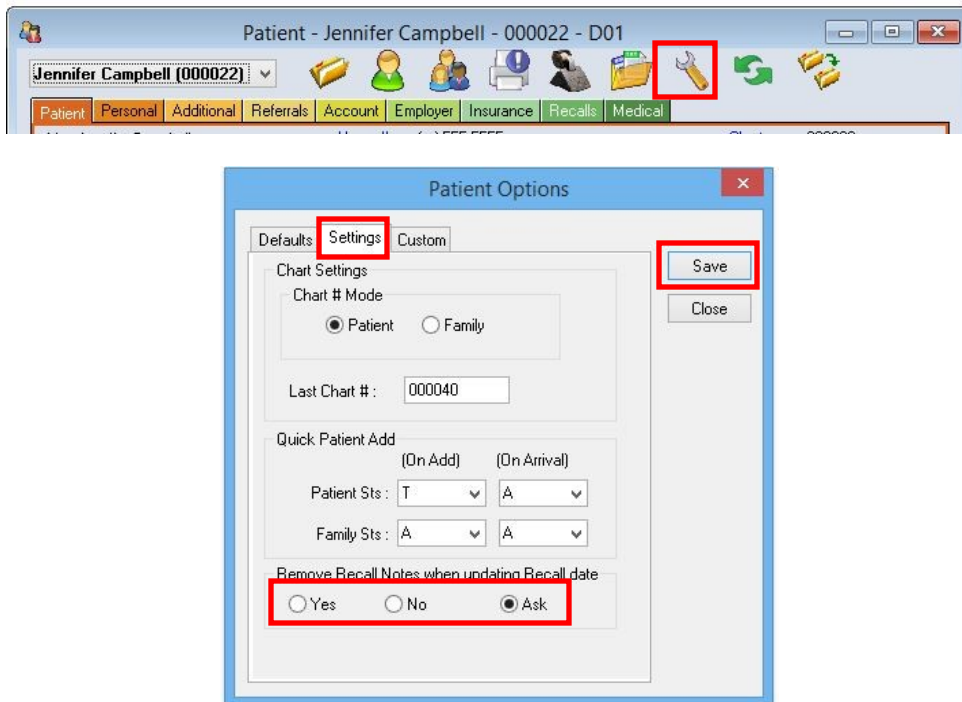 Patient - Jennifer Campbell - 000022 - D01
Jennifer Campbell (000022)
Patient Personal Additional Referrals Account Employer Insurance Recalls Medical
Patient Options
Defaults Settings Custom
Save
Chart Settings
Close
Chart # Mode
Patient Family
Last Chart # : 000040
Quick Patient Add
(On Add) (On Arrival)
Patient Sts : T A
Family Sts : A A
Remove Recall Notes when updating Recall date
Yes No Ask